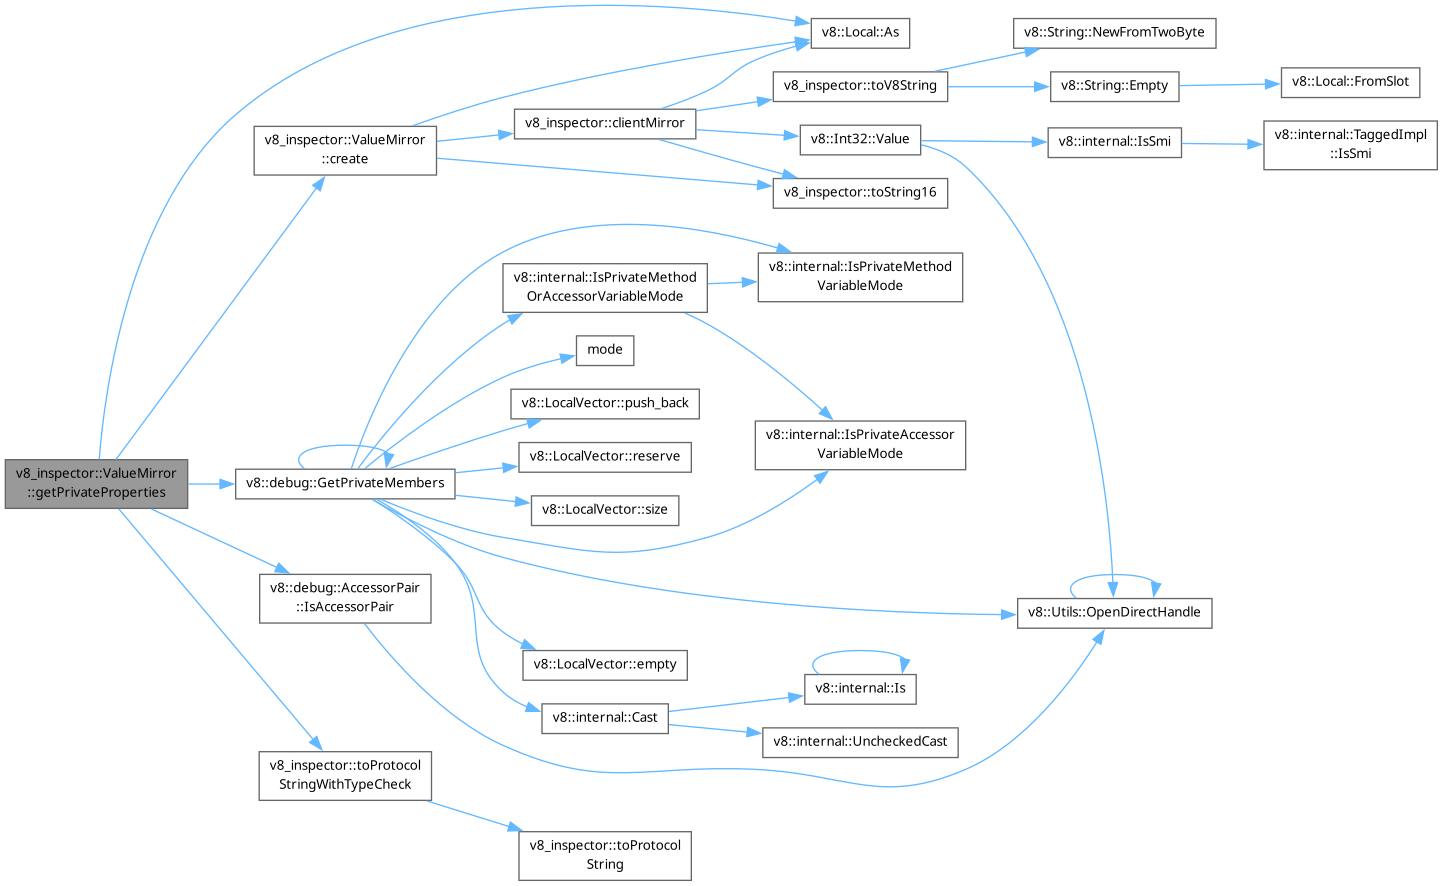 v8::Local::As
v8::String::NewFromTwoByte
v8_inspector::toV8String
v8::String::Empty
v8::Local::FromSlot
v8_inspector::clientMirror
v8_inspector::ValueMirror
::create
v8::Int32::Value
v8::internal::IsSmi
v8::internal::TaggedImpl
::IsSmi
v8_inspector::toString16
v8::internal::IsPrivateMethod
OrAccessorVariableMode
v8::internal::IsPrivateMethod
VariableMode
mode
v8::LocalVector::push_back
v8::internal::IsPrivateAccessor
VariableMode
v8::LocalVector::reserve
v8_inspector::ValueMirror
::getPrivateProperties
v8::debug::GetPrivateMembers
v8::LocalVector::size
v8::debug::AccessorPair
::IsAccessorPair
v8::Utils::OpenDirectHandle
v8::LocalVector::empty
v8::internal::Is
v8::internal::Cast
v8::internal::UncheckedCast
v8_inspector::toProtocol
StringWithTypeCheck
v8_inspector::toProtocol
String